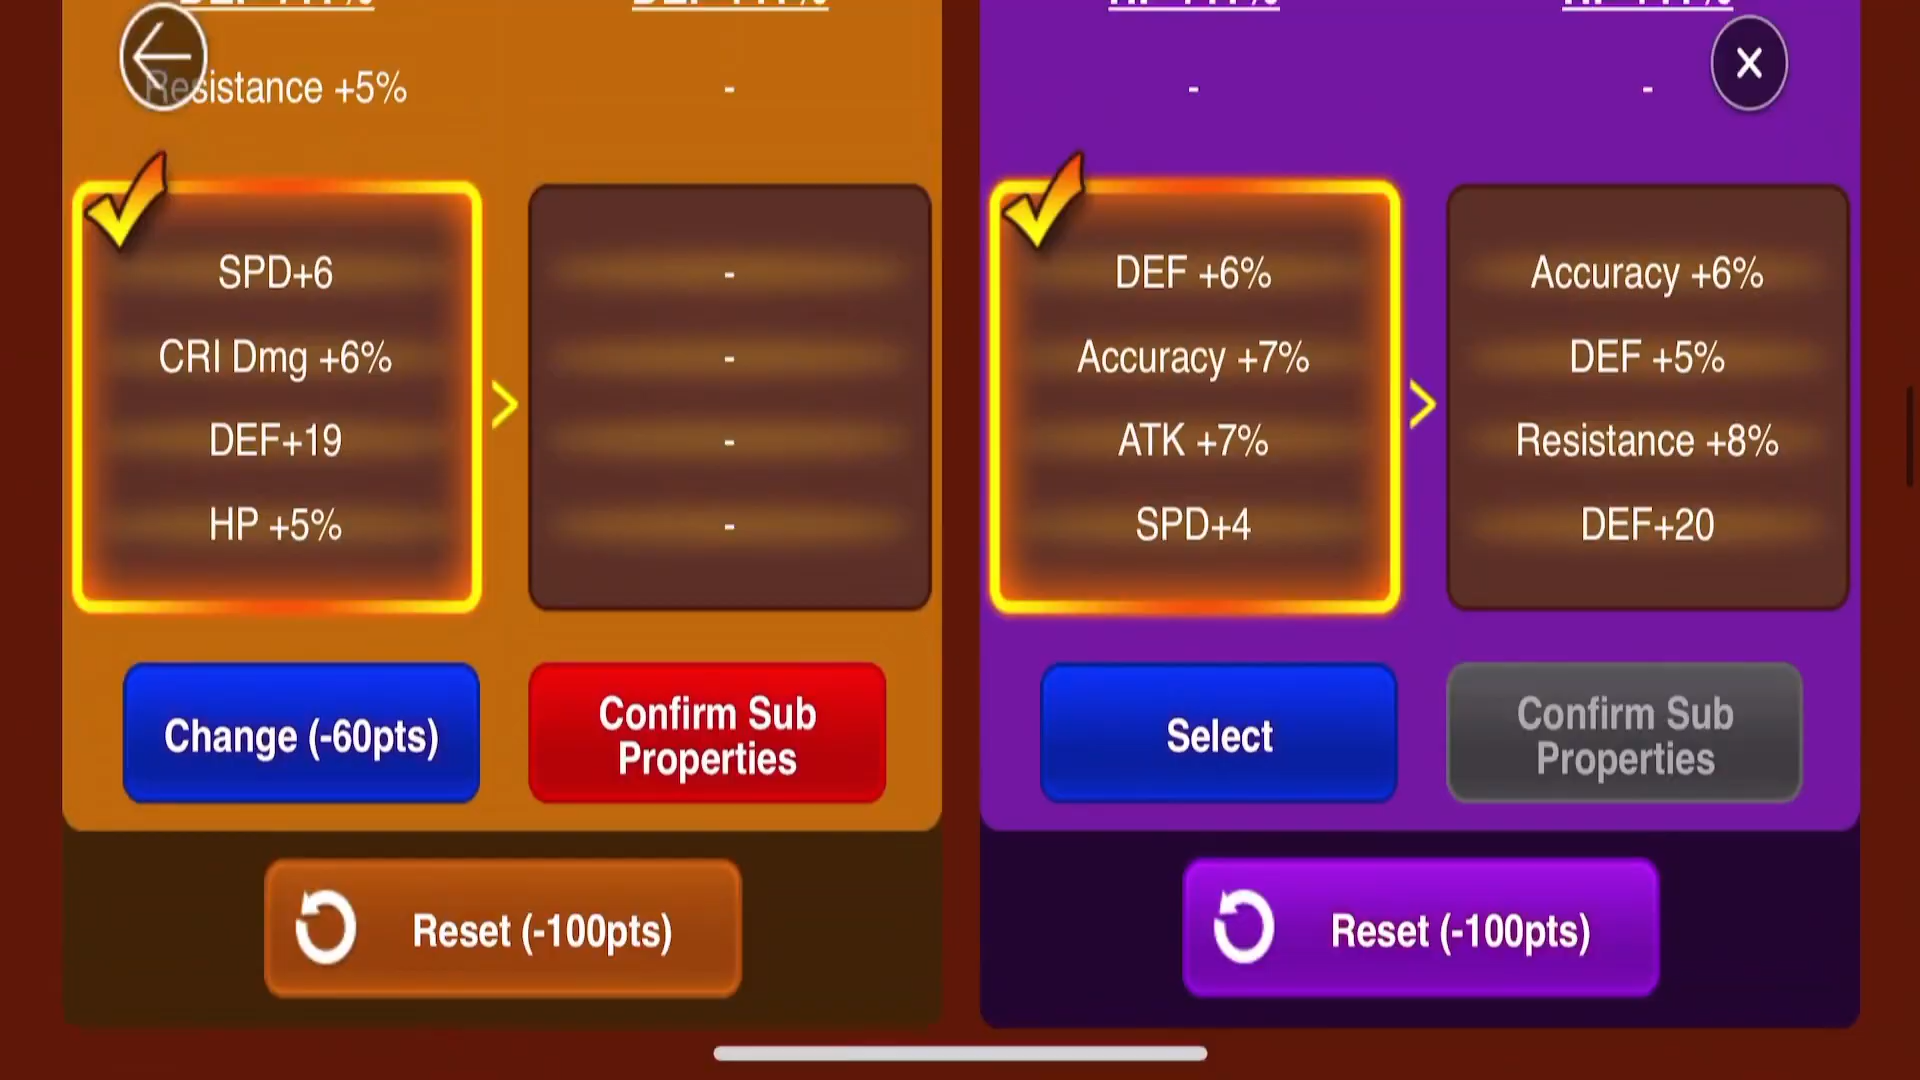 Resistance +5%
-
-
-
SPD+6
CRI Dmg +6%
DEF+19
HP +5%
>
-
-
-
-
DEF +6%
Accuracy +7%
ATK +7%
SPD+4
>
Accuracy +6%
DEF +5%
Resistance +8%
DEF+20
Change (-60pts)
Confirm Sub
Properties
Select
Confirm Sub
Properties
Reset (-100pts)
Reset (-100pts)